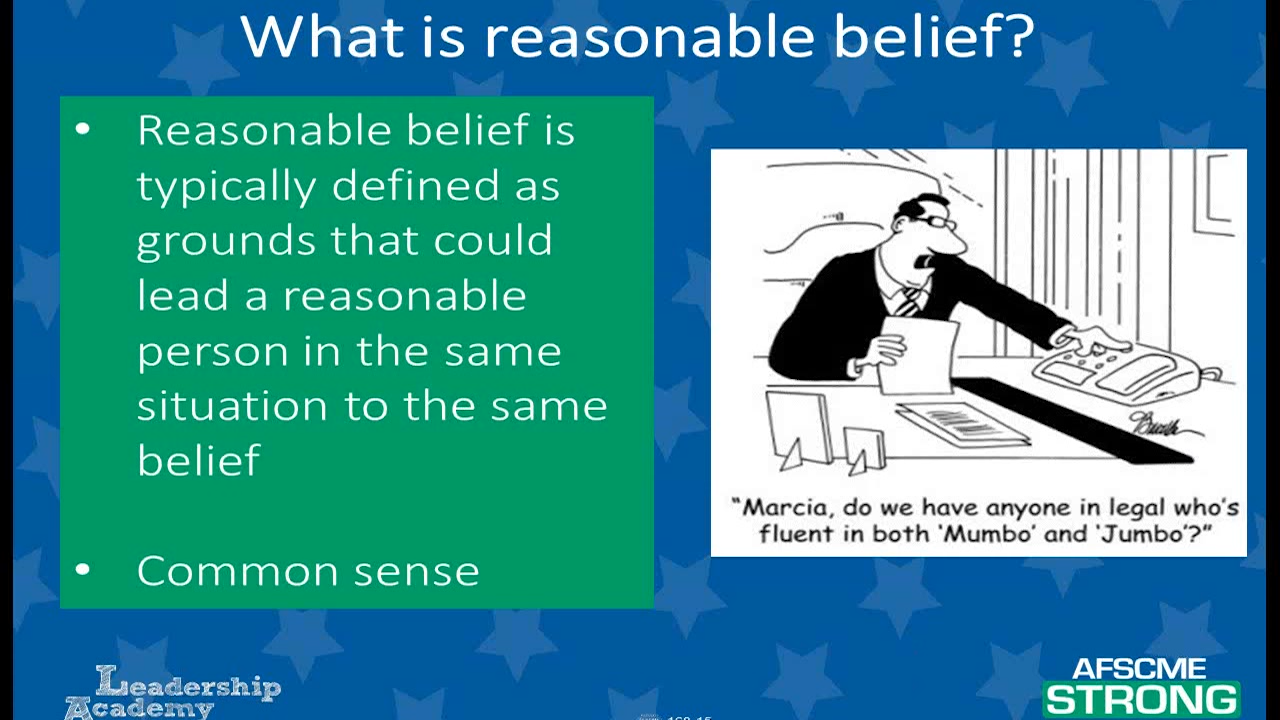 What is reasonable belief?
• Reasonable belief is
typically defined as
grounds that could
lead a reasonable
person in the same
situation to the same
belief
• Common sense
"Marcia, do we have anyone in legal who's
fluent in both 'Mumbo' and 'Jumbo'?"
Leadership
Academy
AFSCME
STRONG